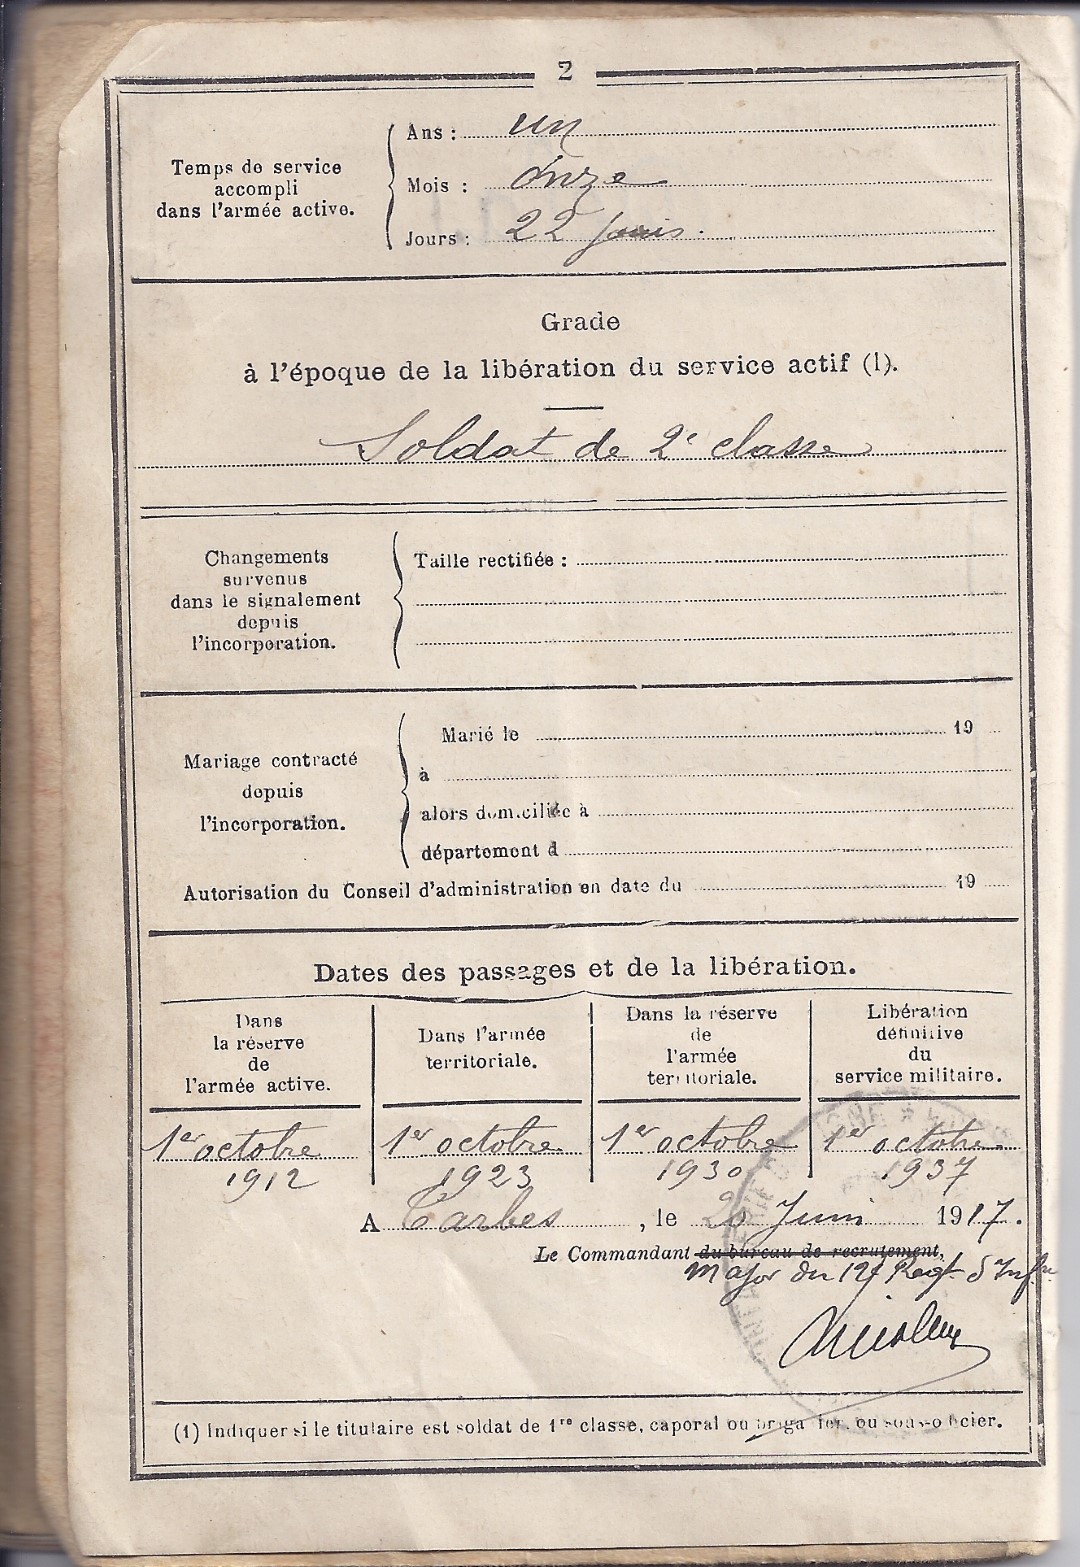 2
Temps de service
accompli
dans l'armée active.
Ans : un
Mois : onze
Jours : 22 jours.
Grade
à l'époque de la libération du service actif (1).
Soldat de 2e classe
Changements
survenus
dans le signalement
depuis
l'incorporation.
Taille rectifiée :
Mariage contracté
depuis
l'incorporation.
Marié le 19
à
alors domiciliée à
département d
Autorisation du Conseil d'administration en date du 19
Dates des passages et de la libération.
Dans
la réserve
de
l'armée active.
1er octobre
1912
Dans l'armée
territoriale.
1er octobre
1923
Dans la réserve
de
l'armée
territoriale.
1er octobre
1930
Libération
définitive
du
service militaire.
1er octobre
1937
A Tarbes, le 20 Juin 1917.
Le Commandant du bureau de recrutement,
major du 12e Regt d'Infie
(1) Indiquer si le titulaire est soldat de 1re classe, caporal ou brigadier, ou sous-officier.